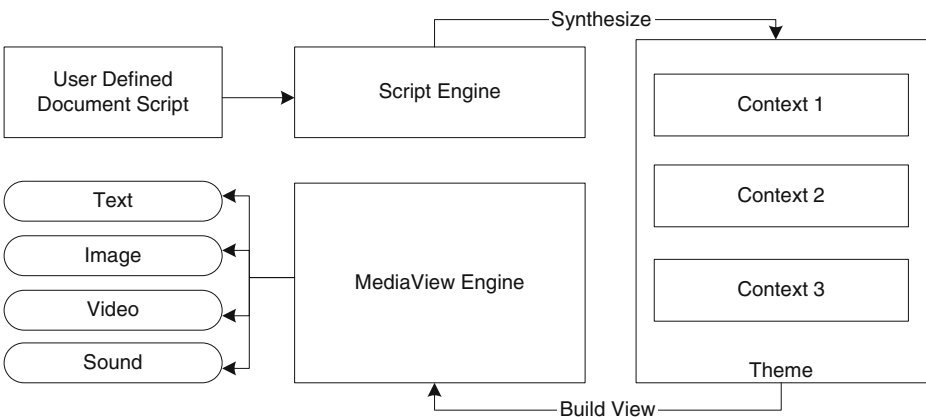 Synthesize
User Defined
Document Script
Script Engine
Context 1
Context 2
Context 3
Theme
Text
Image
Video
Sound
MediaView Engine
Build View